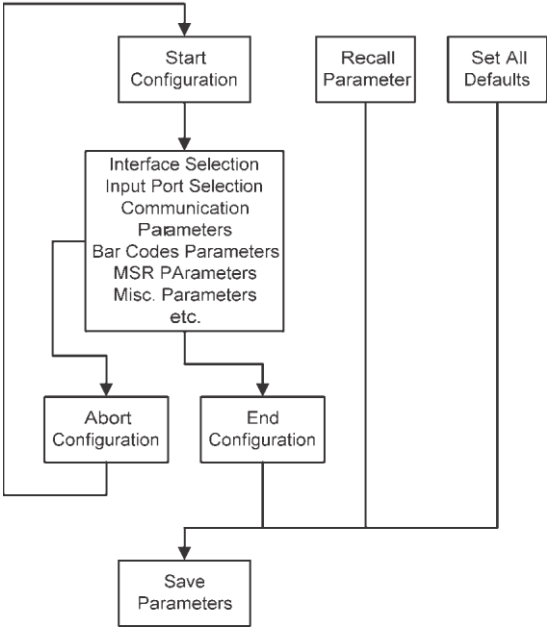 Start
Configuration
Recall
Parameter
Set All
Defaults
Interface Selection
Input Port Selection
Communication
Parameters
Bar Codes Parameters
MSR PArameters
Misc. Parameters
etc.
Abort
Configuration
End
Configuration
Save
Parameters